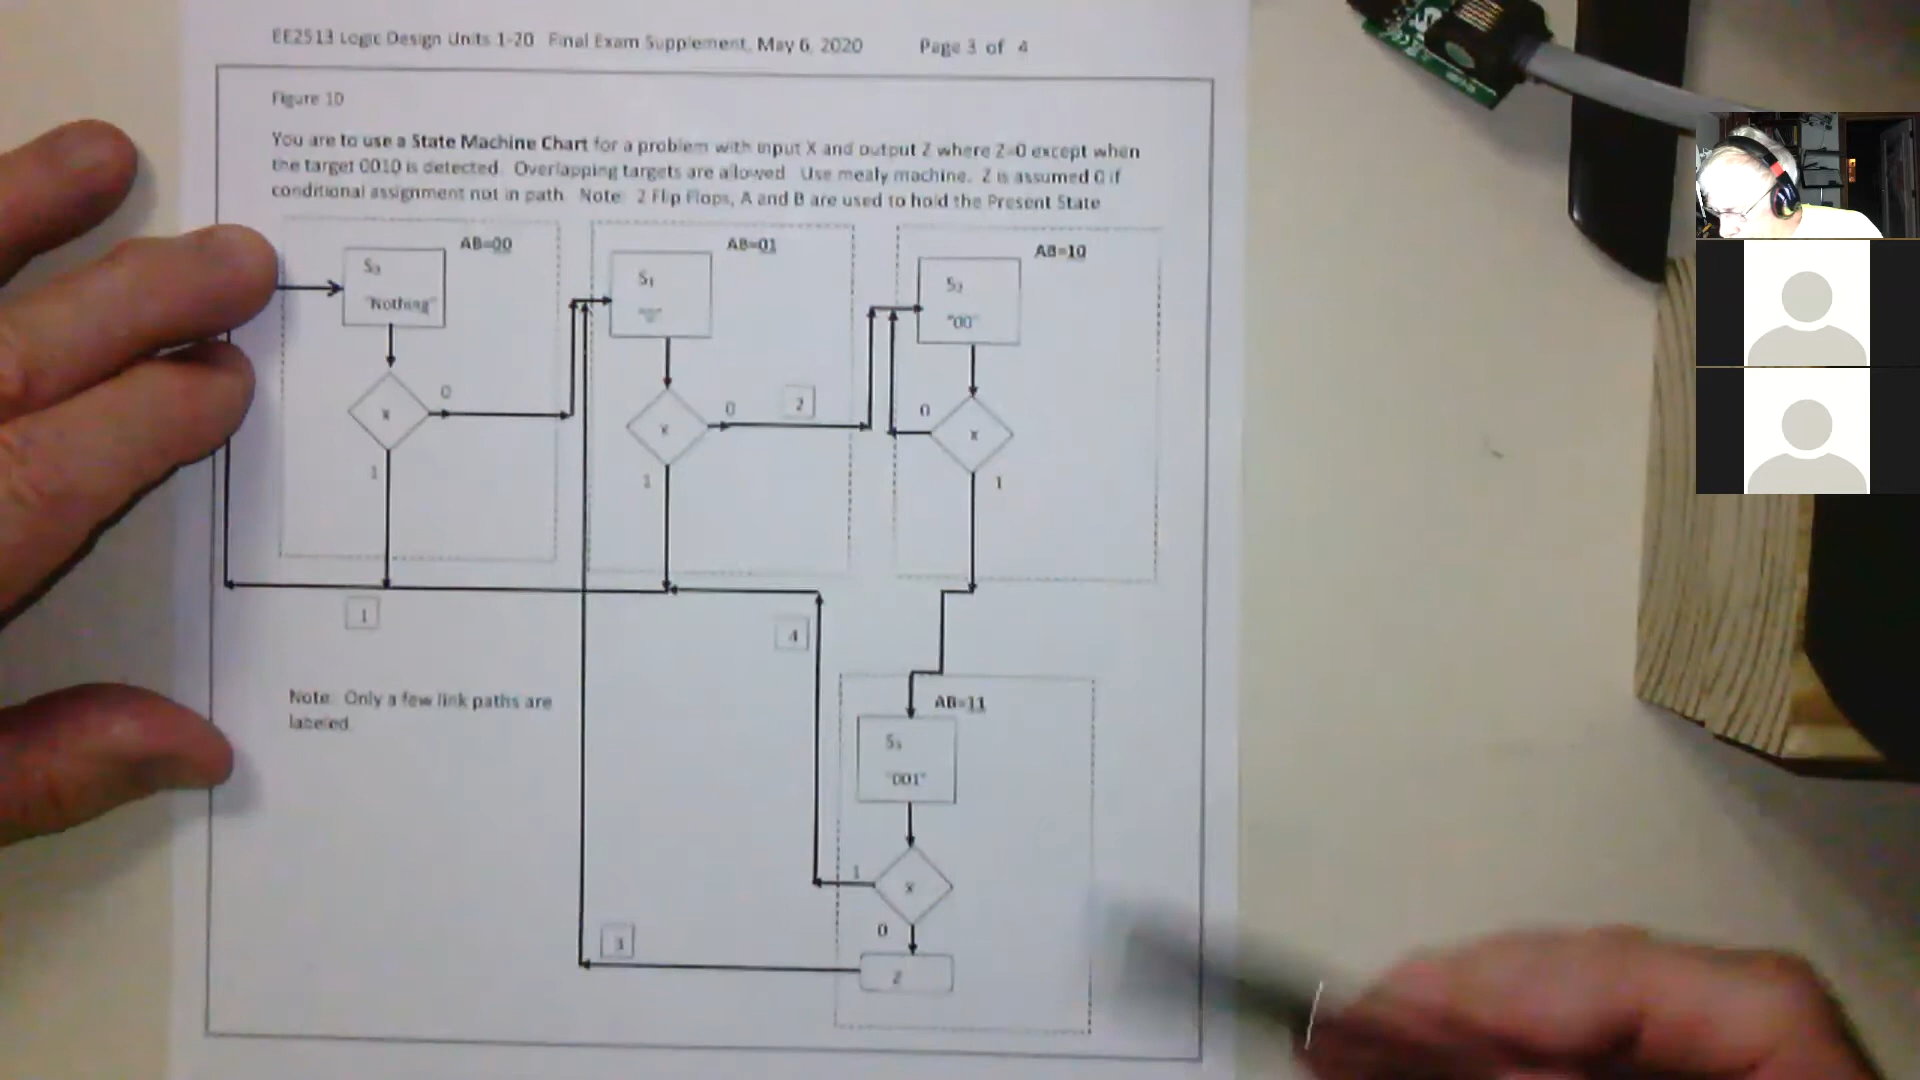 EE2513 Logic Design Units 1-20 Final Exam Supplement, May 6, 2020 Page 3 of 4
Figure 10
You are to use a State Machine Chart for a problem with input X and output Z where Z=0 except when
the target 0010 is detected. Overlapping targets are allowed. Use mealy machine. Z is assumed 0 if
conditional assignment not in path. Note: 2 Flip Flops, A and B are used to hold the Present State
AB=00
AB=01
AB=10
S0
"Nothing"
S1
"0"
S2
"00"
0
0
2
0
X
X
X
1
1
1
1
4
Note: Only a few link paths are
labeled.
AB=11
S3
"001"
1
X
0
3
Z